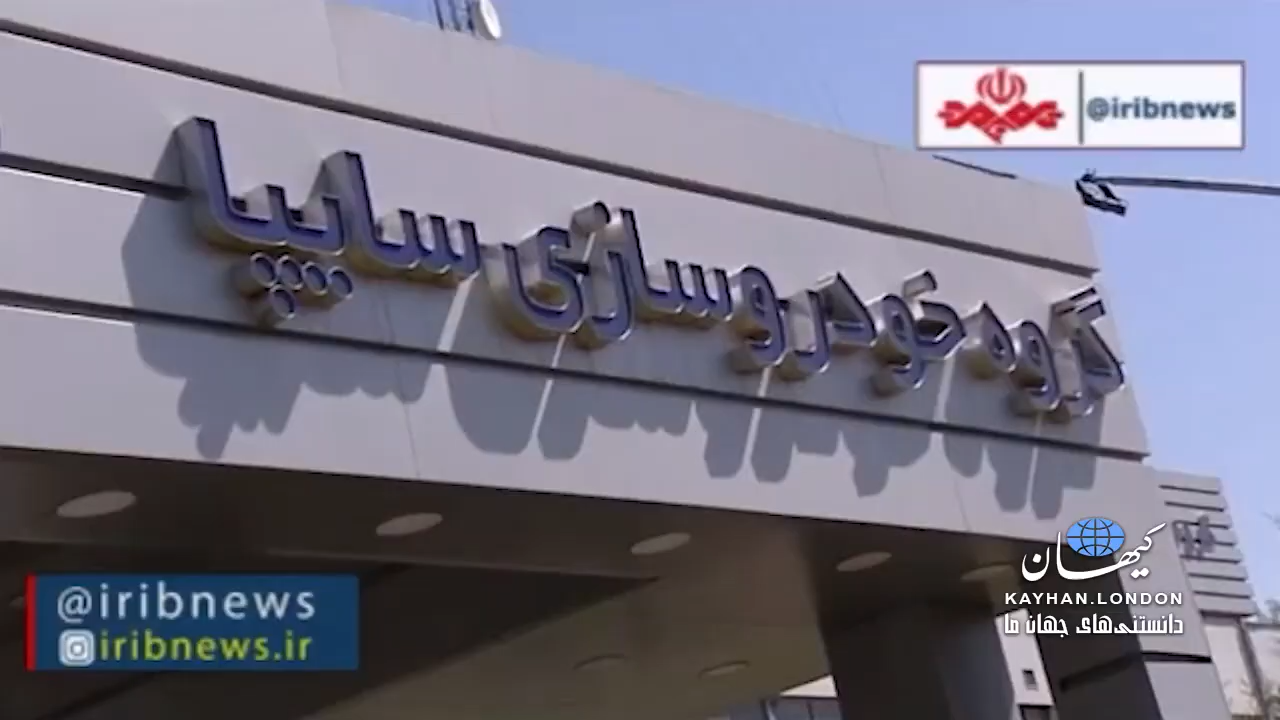 @iribnews
گروه خودروسازی سایپا
کیهان
KAYHAN.LONDON
دانستنی‌های جهان ما
@iribnews
iribnews.ir